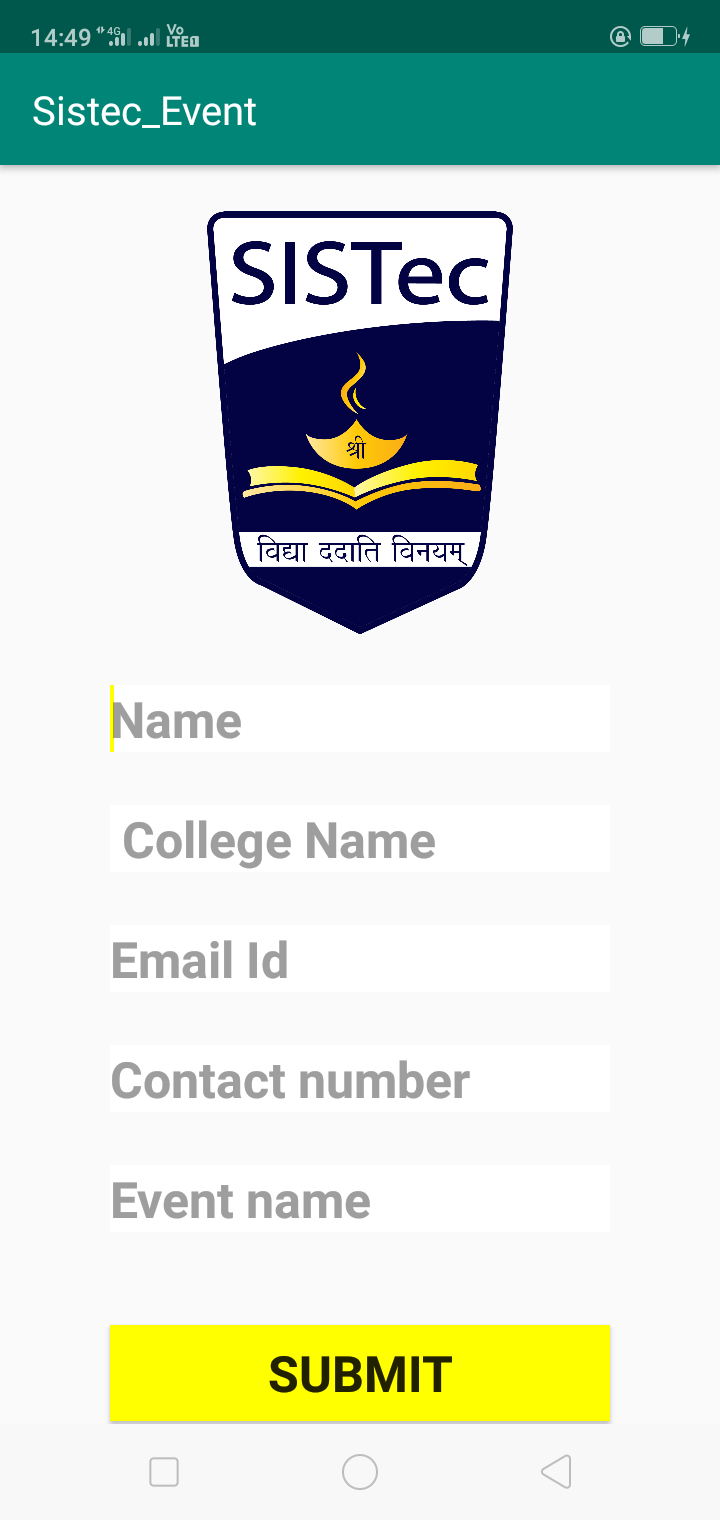 14:49 4G Vo LTE
Sistec_Event
SISTec
श्री
विद्या ददाति विनयम्
Name
College Name
Email Id
Contact number
Event name
SUBMIT